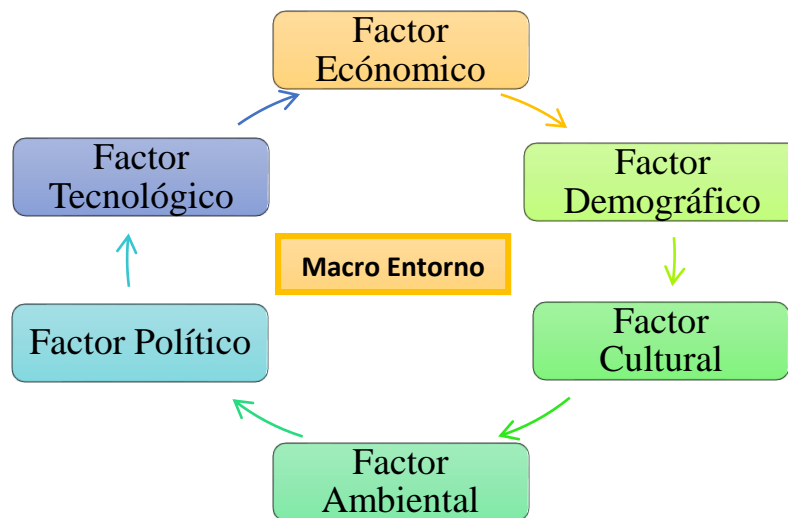 Factor
Ecónomico
Factor
Demográfico
Factor
Cultural
Factor
Ambiental
Factor Político
Factor
Tecnológico
Macro Entorno